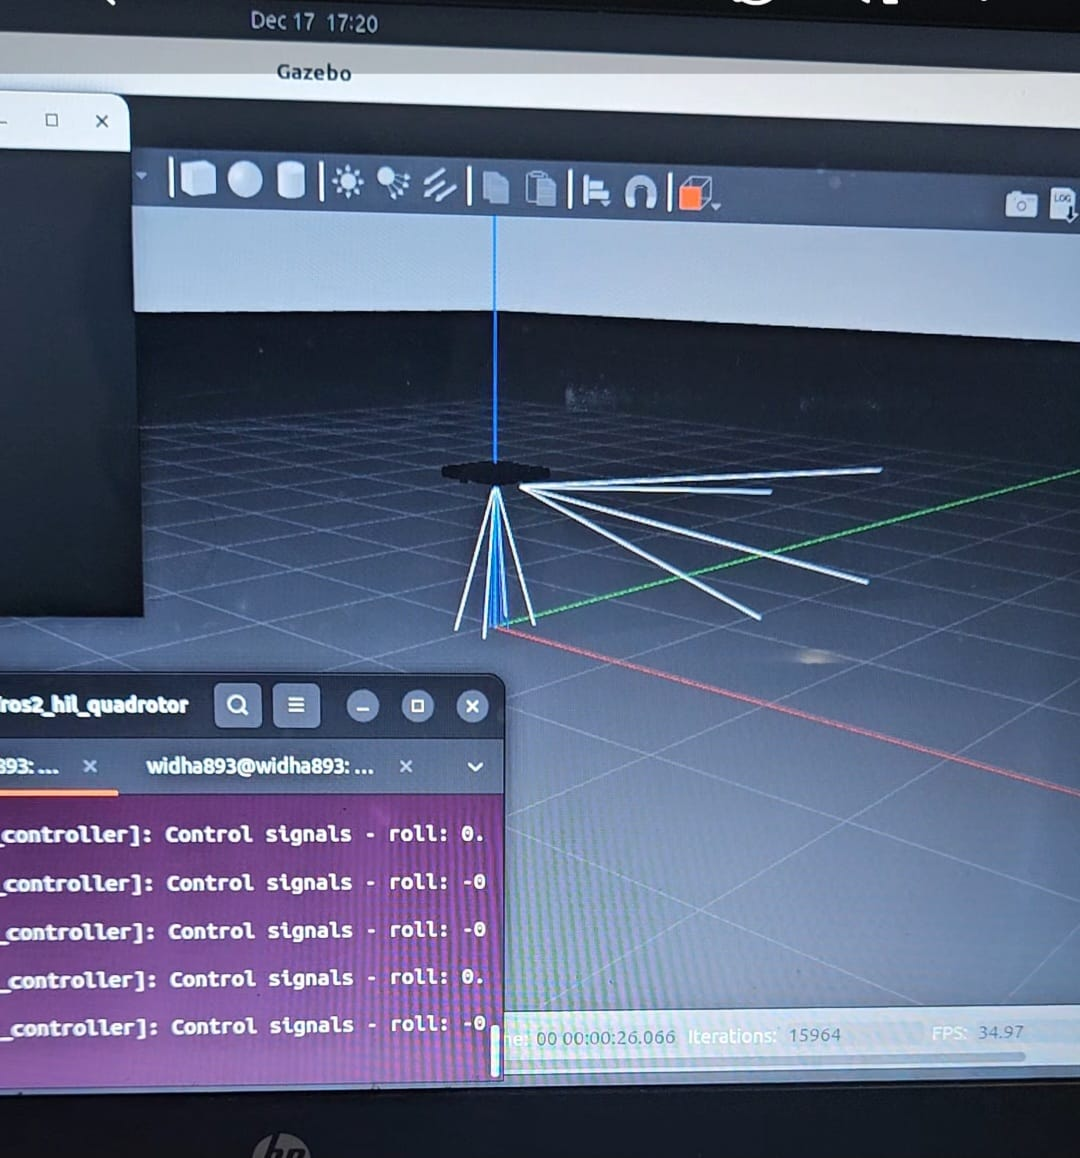 Dec 17 17:20
Gazebo
LOG
ros2_hil_quadrotor
893: ...
widha893@widha893: ...
_controller]: Control signals - roll: 0.
_controller]: Control signals - roll: -0
_controller]: Control signals - roll: -0
_controller]: Control signals - roll: 0.
_controller]: Control signals - roll: -0
me: 00 00:00:26.066 Iterations: 15964 FPS: 34.97
hp